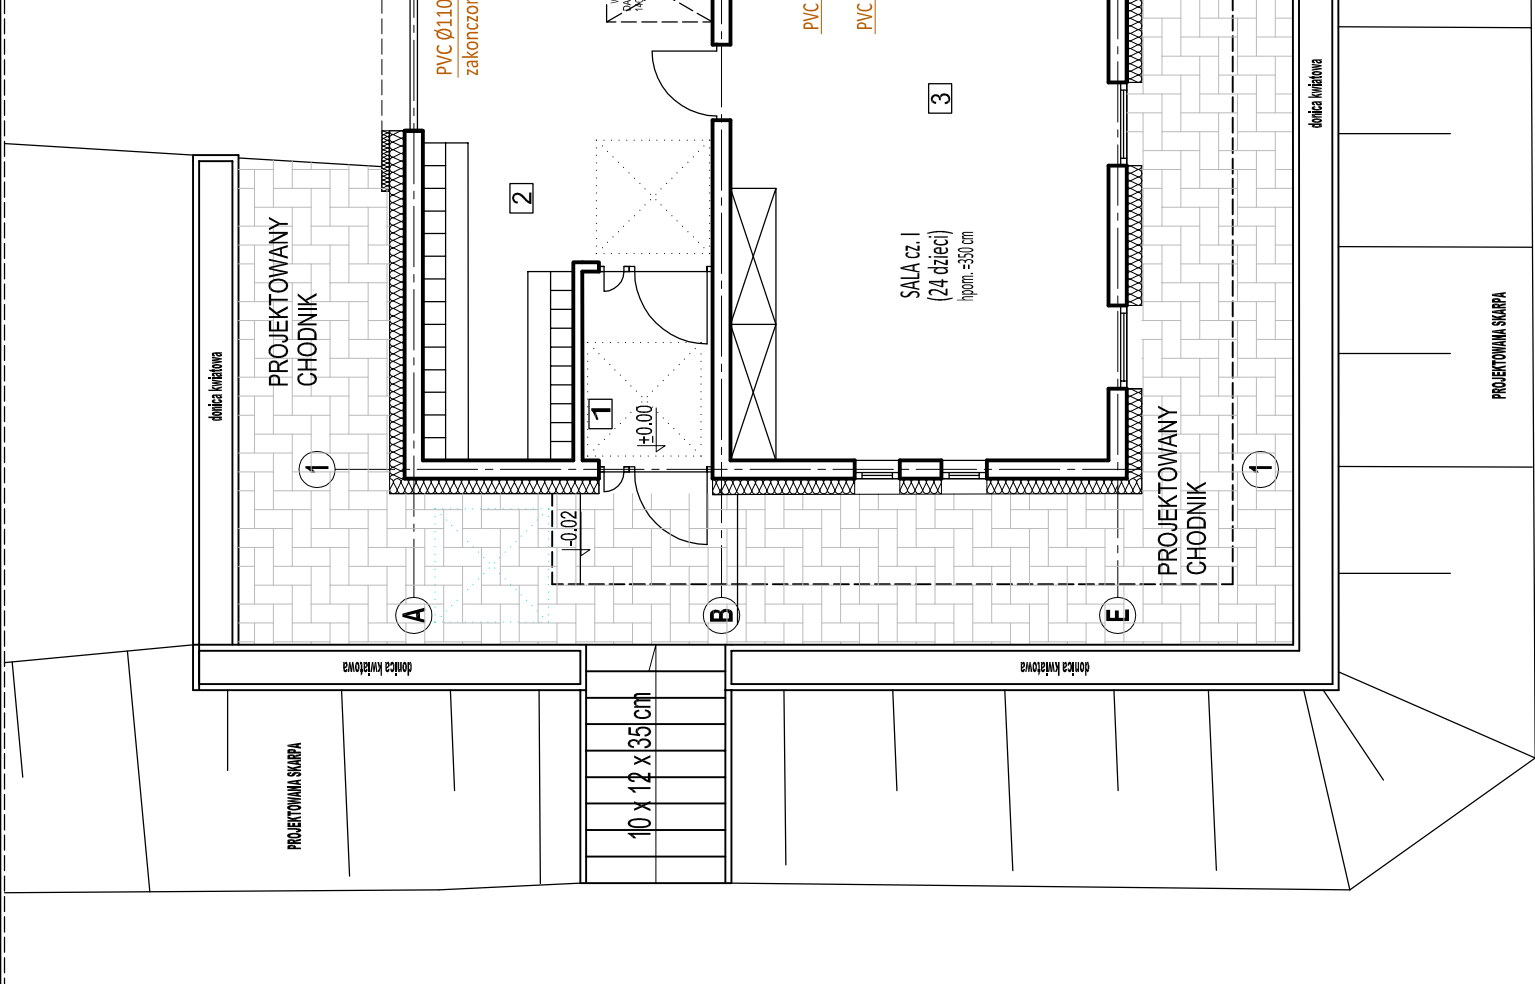 PVC Ø110
zakonczon
PVC
PVC
donica kwiatowa
3
2
PROJEKTOWANY
CHODNIK
SALA cz. I
(24 dzieci)
hpom. =350 cm
donica kwiatowa
PROJEKTOWANA SKARPA
1
±0.00
1
1
PROJEKTOWANY
CHODNIK
-0.02
A
B
E
donica kwiatowa
donica kwiatowa
10 x 12 x 35 cm
PROJEKTOWANA SKARPA